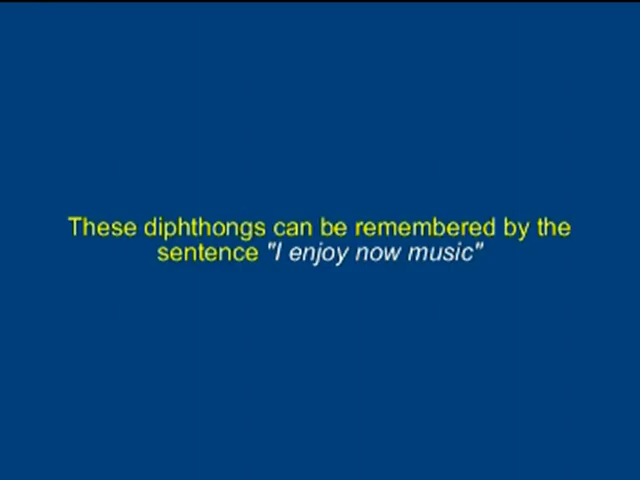 These diphthongs can be remembered by the
sentence "I enjoy now music"